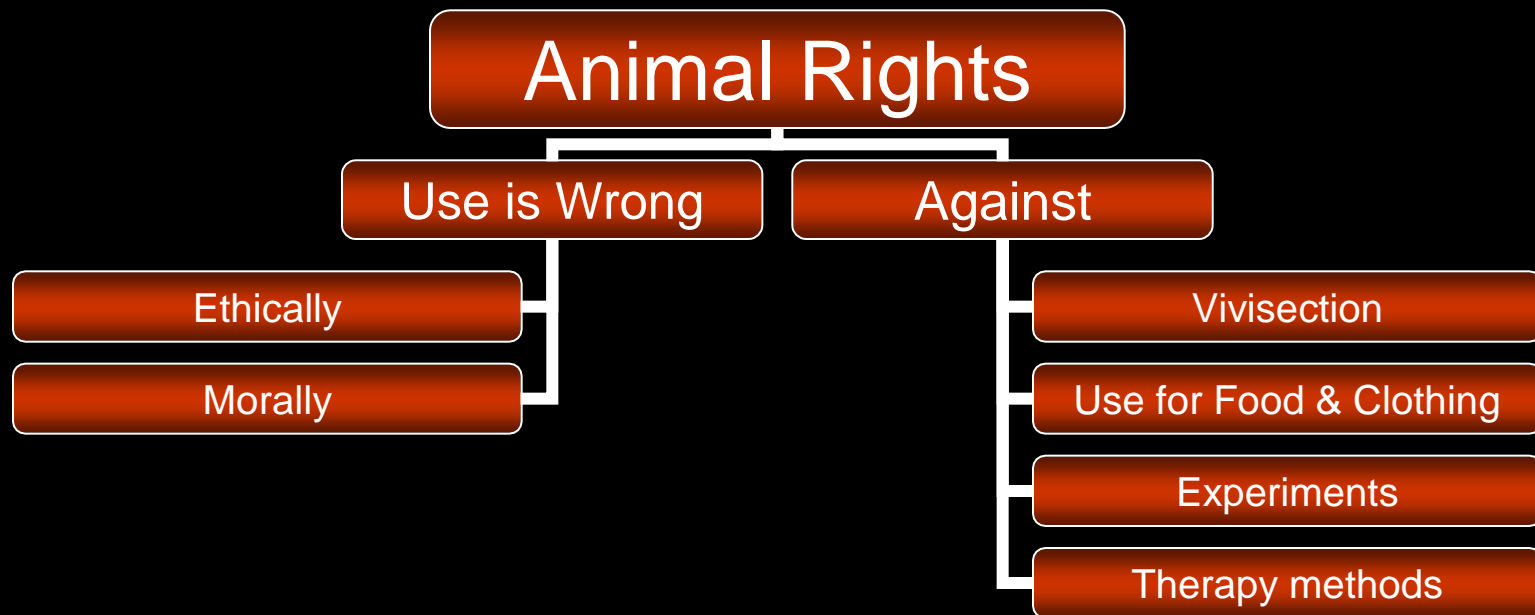 Animal Rights
Use is Wrong
Against
Ethically
Morally
Vivisection
Use for Food & Clothing
Experiments
Therapy methods